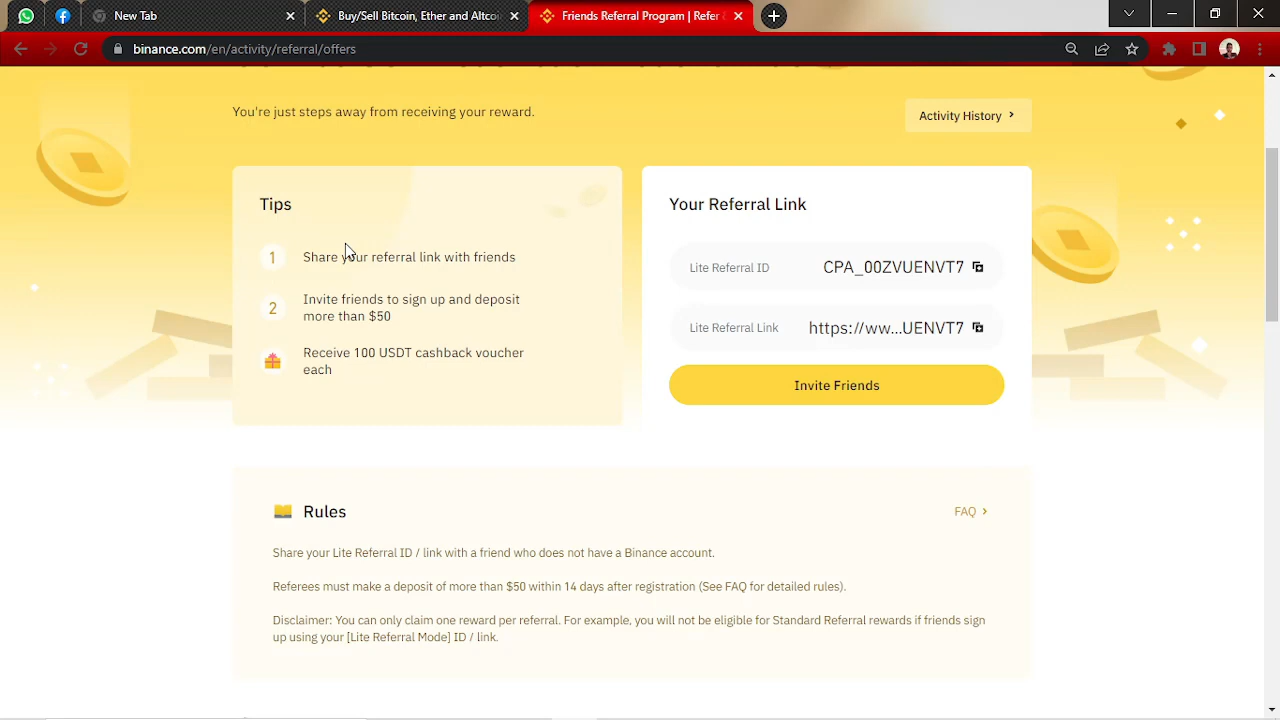 New Tab
Buy/Sell Bitcoin, Ether and Altco
Friends Referral Program | Refer
binance.com/en/activity/referral/offers
You're just steps away from receiving your reward.
Activity History
Tips
1 Share your referral link with friends
2 Invite friends to sign up and deposit
more than $50
Receive 100 USDT cashback voucher
each
Your Referral Link
Lite Referral ID CPA_00ZVUENVT7
Lite Referral Link https://ww...UENVT7
Invite Friends
Rules
FAQ
Share your Lite Referral ID / link with a friend who does not have a Binance account.
Referees must make a deposit of more than $50 within 14 days after registration (See FAQ for detailed rules).
Disclaimer: You can only claim one reward per referral. For example, you will not be eligible for Standard Referral rewards if friends sign
up using your [Lite Referral Mode] ID / link.